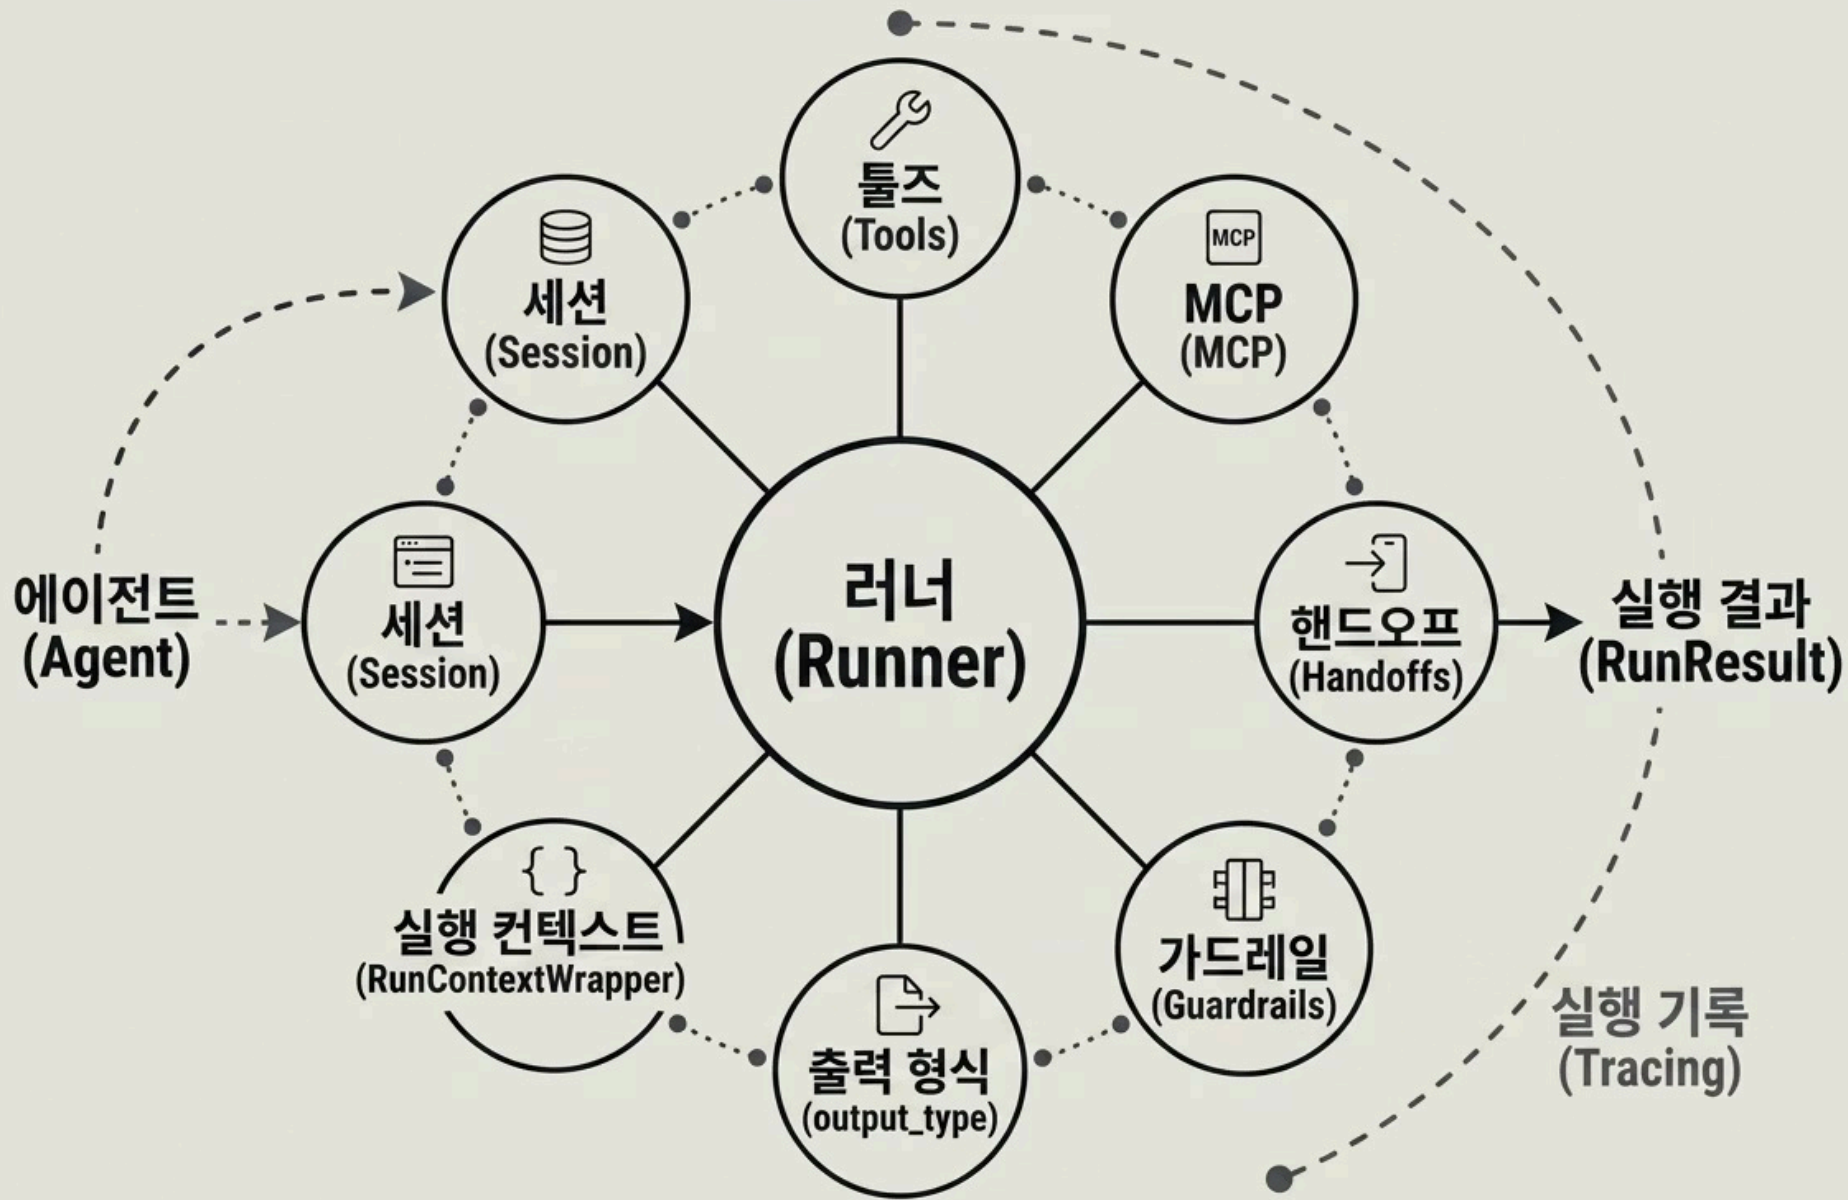 툴즈
(Tools)
세션
(Session)
MCP
MCP
(MCP)
에이전트
(Agent)
세션
(Session)
러너
(Runner)
핸드오프
(Handoffs)
실행 결과
(RunResult)
실행 컨텍스트
(RunContextWrapper)
출력 형식
(output_type)
가드레일
(Guardrails)
실행 기록
(Tracing)